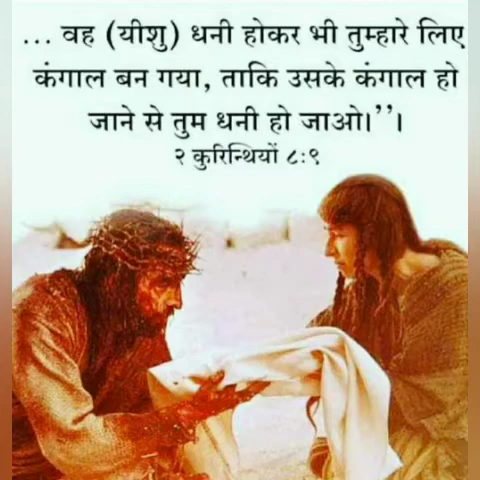 ... वह (यीशु) धनी होकर भी तुम्हारे लिए
कंगाल बन गया, ताकि उसके कंगाल हो
जाने से तुम धनी हो जाओ।’’।
२ कुरिन्थियों ८:९